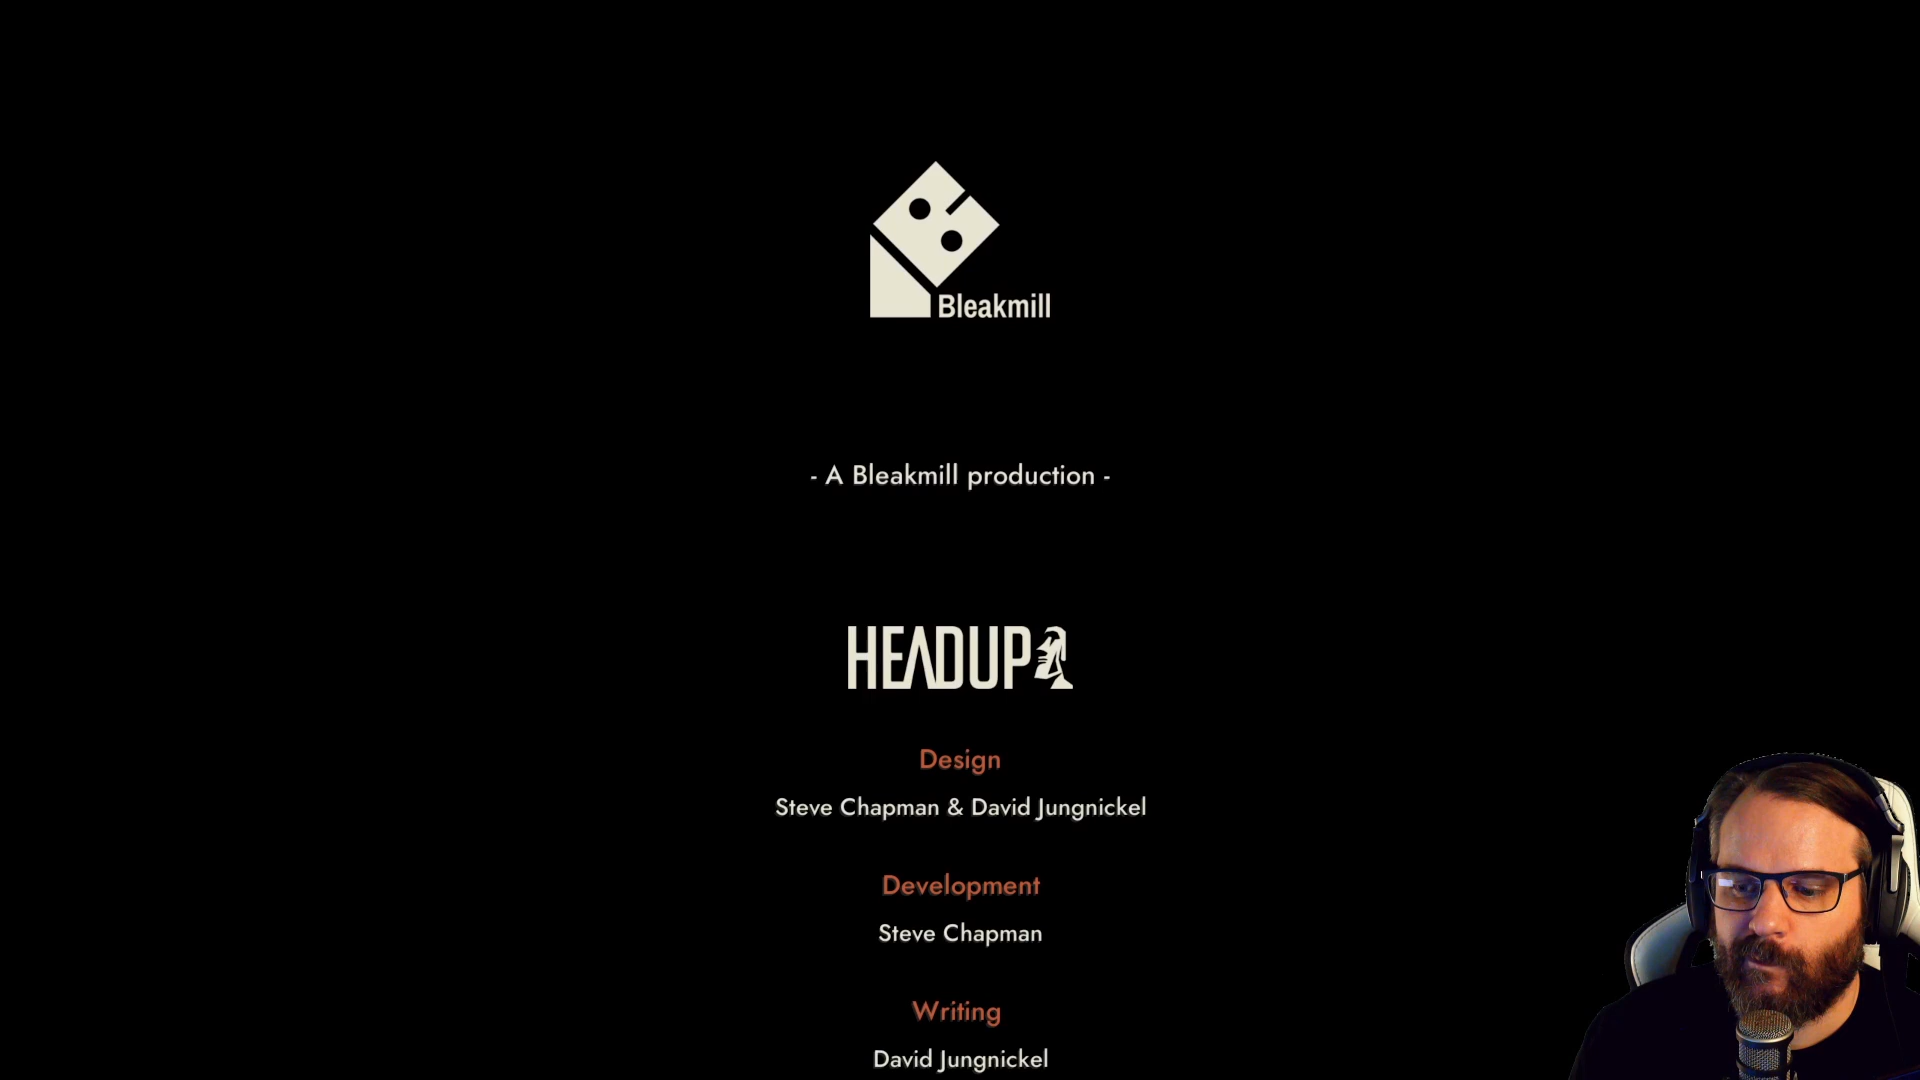 Bleakmill
- A Bleakmill production -
HEADUP
Design
Steve Chapman & David Jungnickel
Development
Steve Chapman
Writing
David Jungnickel